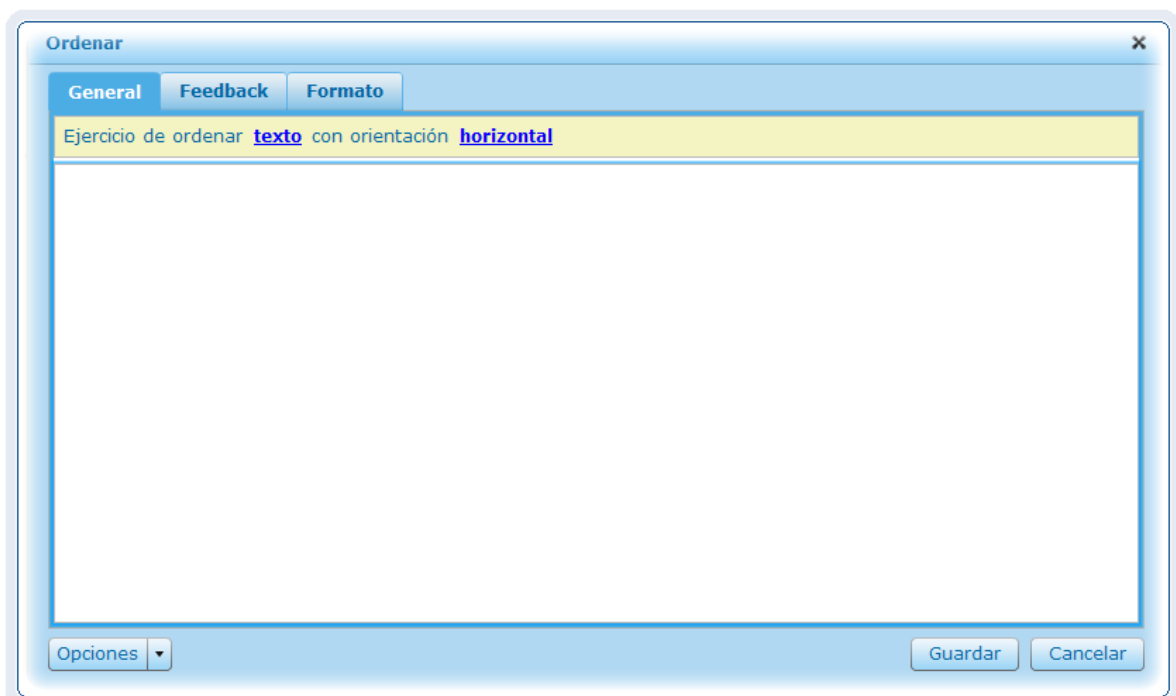 Ordenar
General Feedback Formato
Ejercicio de ordenar texto con orientación horizontal
Opciones Guardar Cancelar